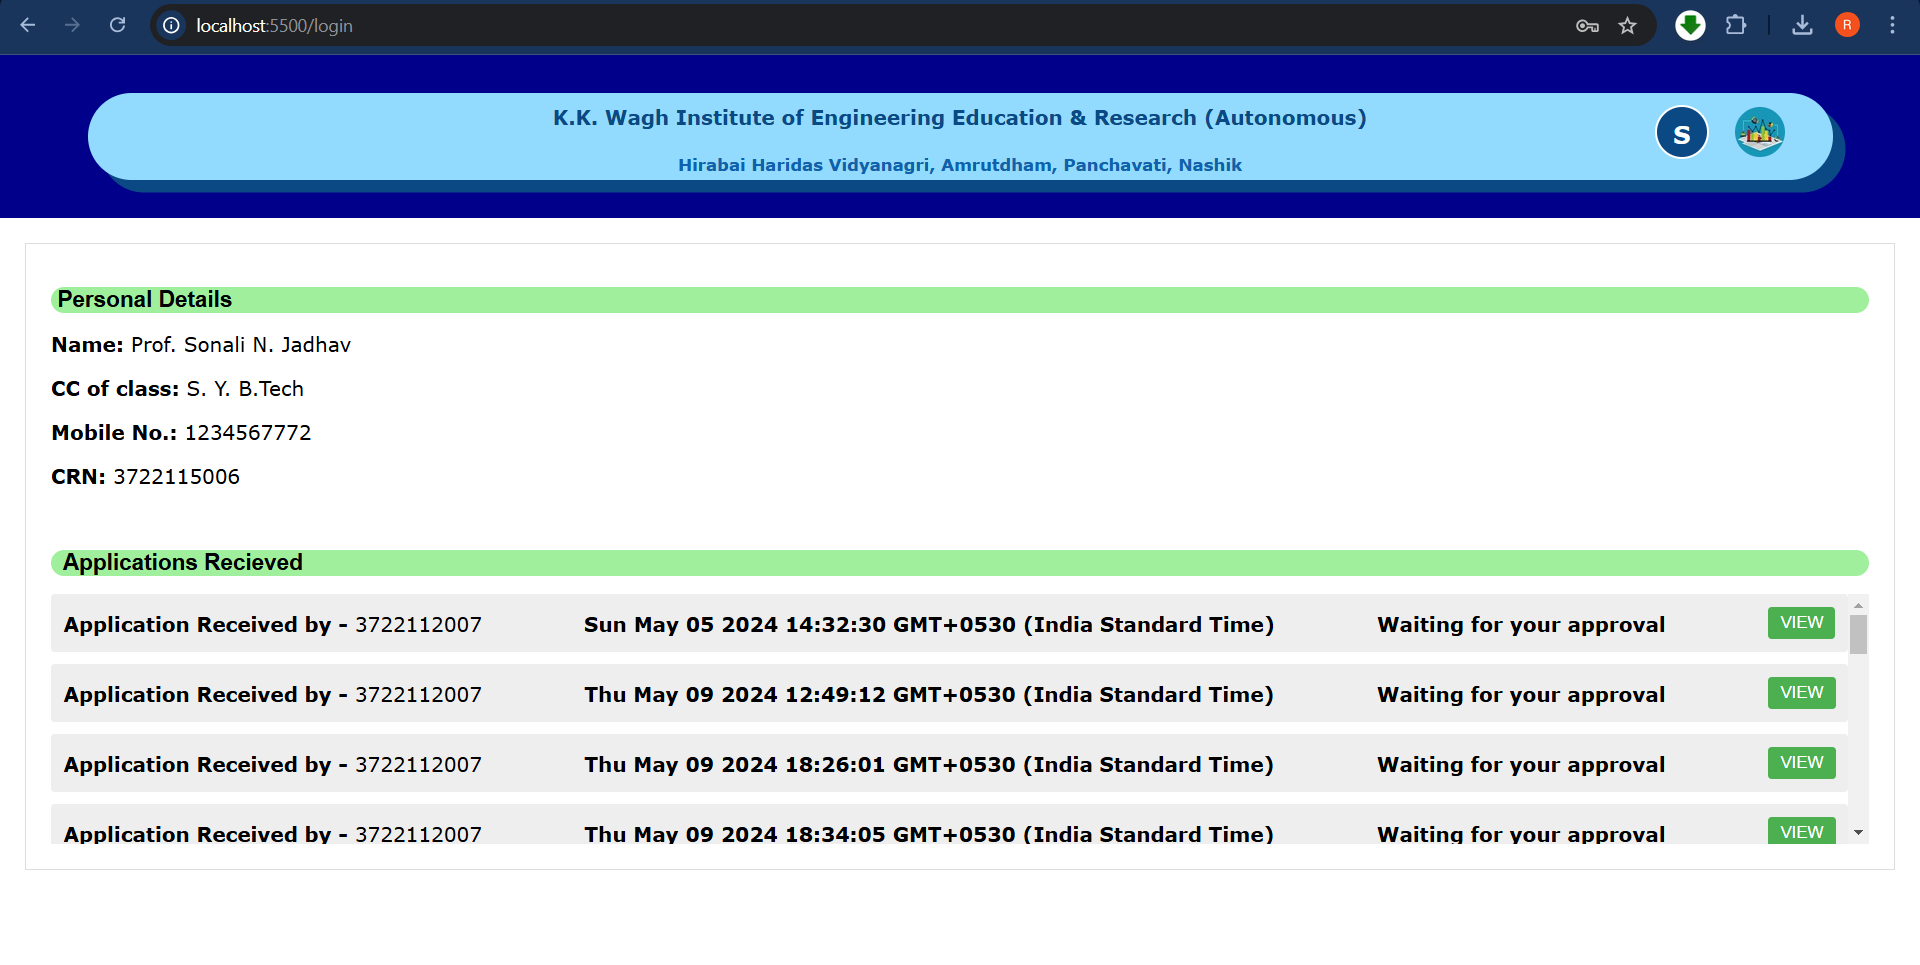 localhost:5500/login
R
K.K. Wagh Institute of Engineering Education & Research (Autonomous)
S
Hirabai Haridas Vidyanagri, Amrutdham, Panchavati, Nashik
Personal Details
Name: Prof. Sonali N. Jadhav
CC of class: S. Y. B.Tech
Mobile No.: 1234567772
CRN: 3722115006
Applications Recieved
Application Received by - 3722112007 Sun May 05 2024 14:32:30 GMT+0530 (India Standard Time) Waiting for your approval VIEW
Application Received by - 3722112007 Thu May 09 2024 12:49:12 GMT+0530 (India Standard Time) Waiting for your approval VIEW
Application Received by - 3722112007 Thu May 09 2024 18:26:01 GMT+0530 (India Standard Time) Waiting for your approval VIEW
Application Received by - 3722112007 Thu May 09 2024 18:34:05 GMT+0530 (India Standard Time) Waiting for your approval VIEW